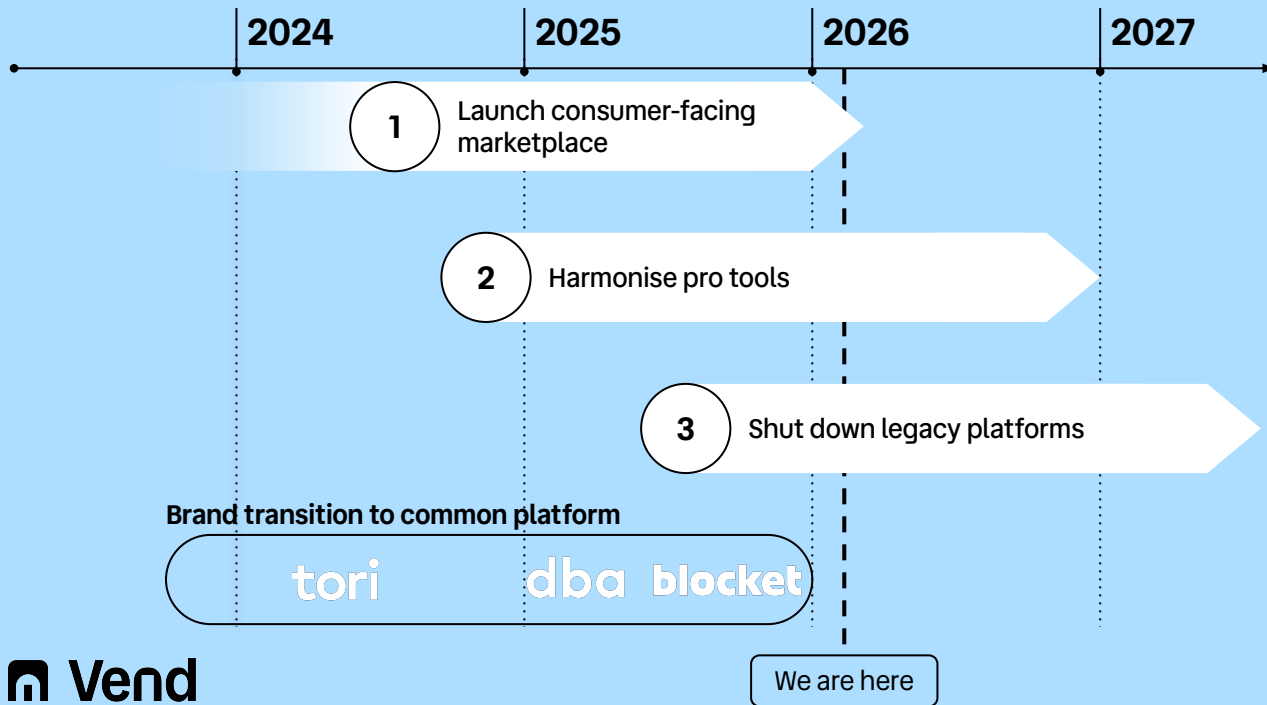 2024
2025
2026
2027
1
Launch consumer-facing
marketplace
2
Harmonise pro tools
3
Shut down legacy platforms
Brand transition to common platform
tori
dba
blocket
Vend
We are here